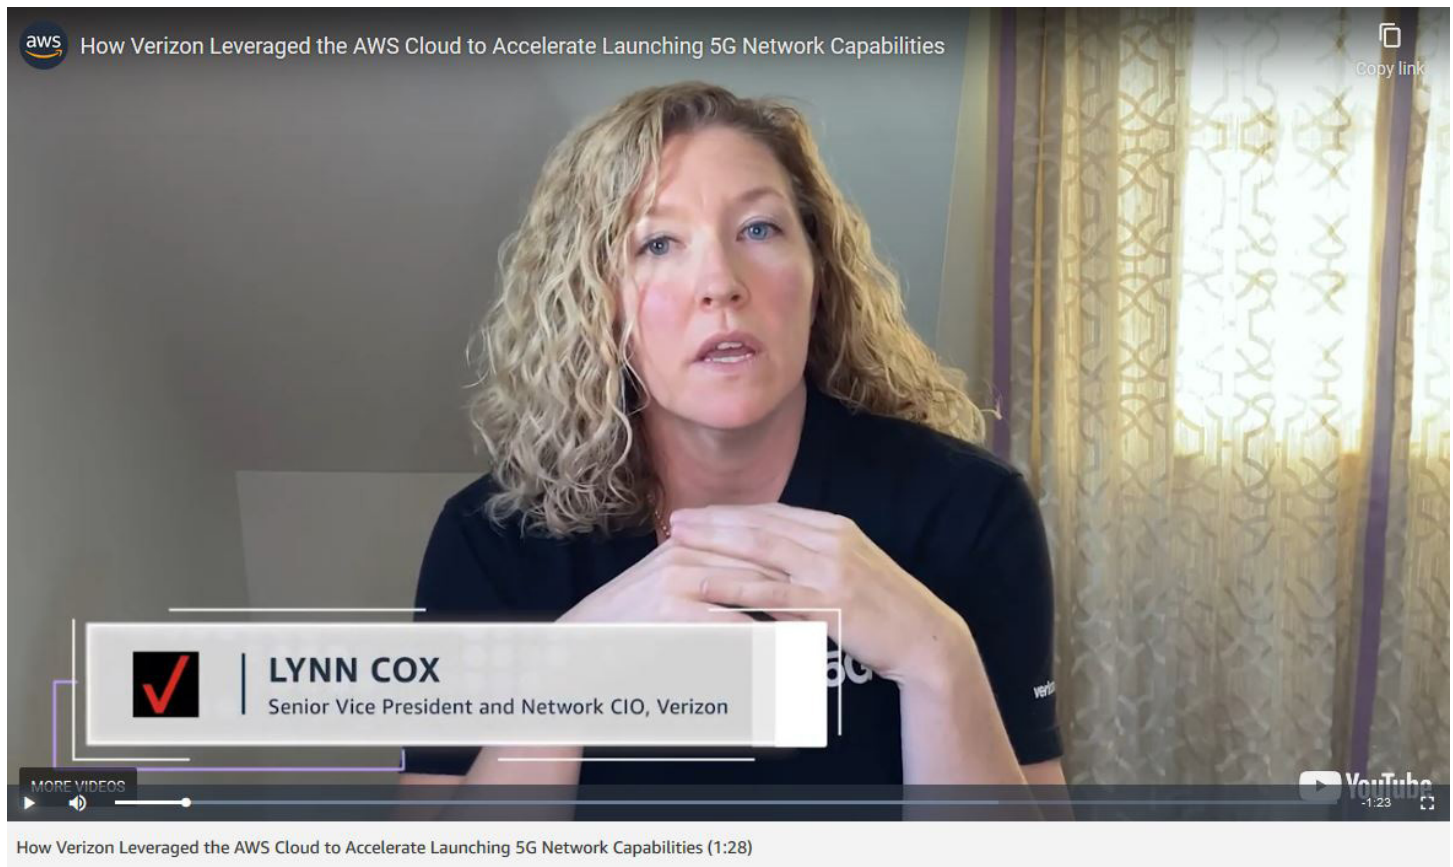 aws
How Verizon Leveraged the AWS Cloud to Accelerate Launching 5G Network Capabilities
Copy link
LYNN COX
Senior Vice President and Network CIO, Verizon
5G
verizon
MORE VIDEOS
YouTube
-1:23
How Verizon Leveraged the AWS Cloud to Accelerate Launching 5G Network Capabilities (1:28)